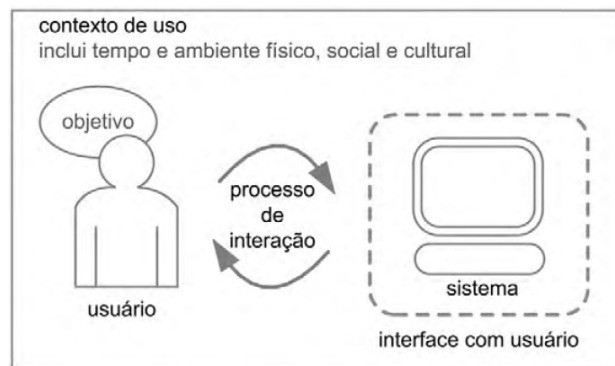 contexto de uso
inclui tempo e ambiente físico, social e cultural
objetivo
processo
de
interação
usuário
sistema
interface com usuário